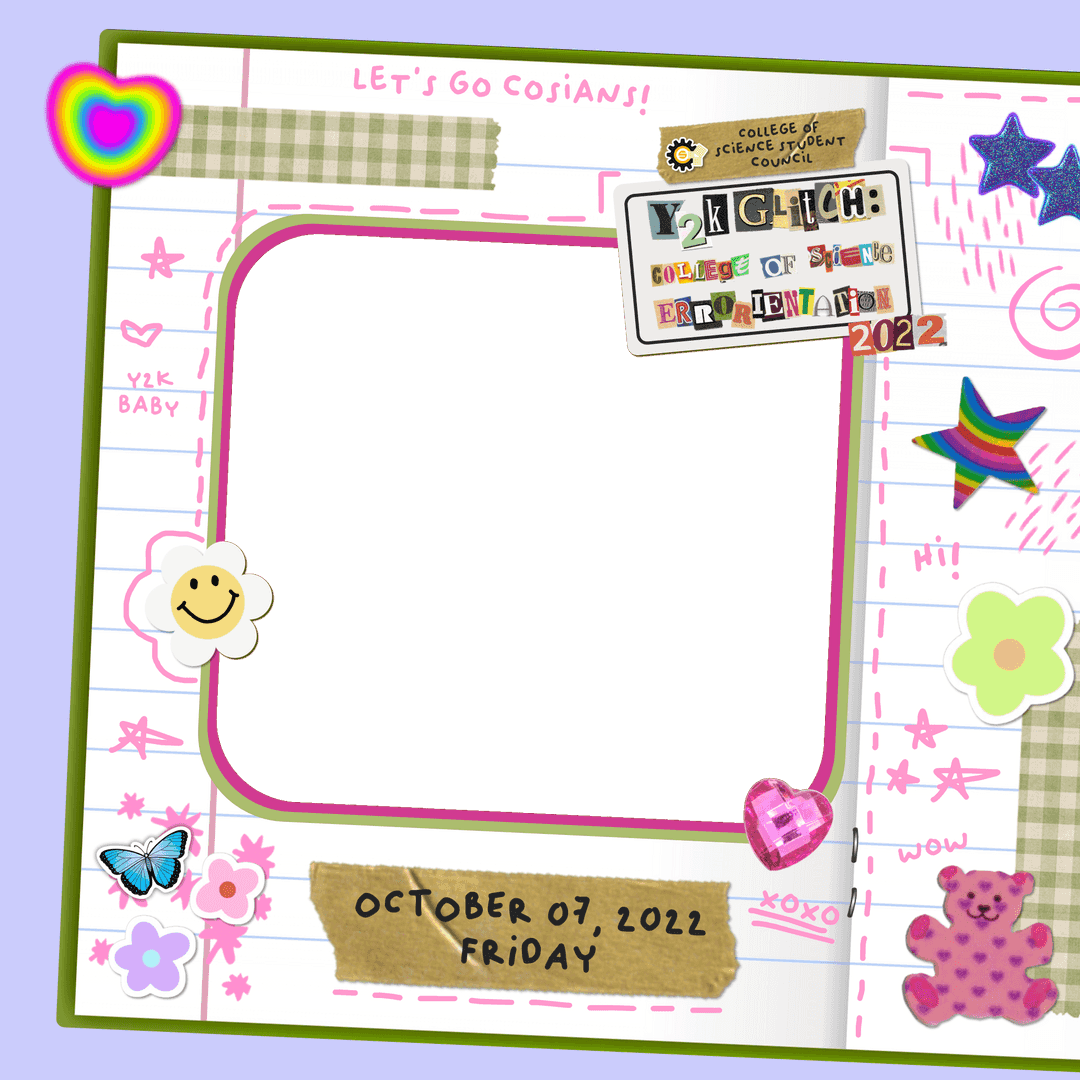 LET'S GO COSiANS!
COLLEGE OF
SCiENCE STUDENT
COUNCiL
Y2k GLitCH:
COLLEGE OF SciENce
ERRORIENTATiON
2022
Y2K
BABY
Hi!
WOW
XOXO
OCTOBER 07, 2022
FRiDAY